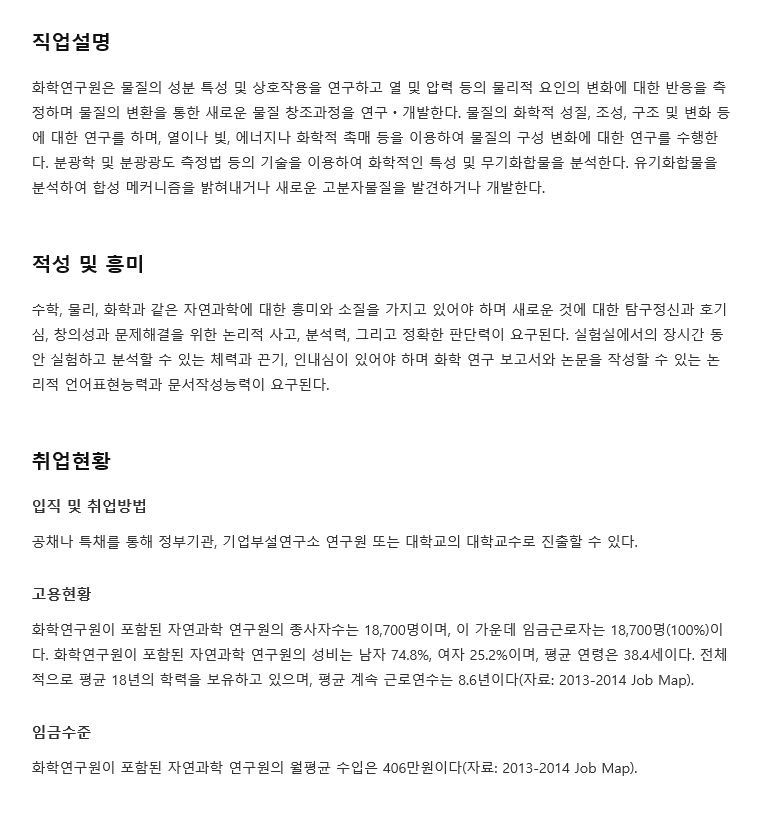 직업설명
화학연구원은 물질의 성분 특성 및 상호작용을 연구하고 열 및 압력 등의 물리적 요인의 변화에 대한 반응을 측
정하며 물질의 변환을 통한 새로운 물질 창조과정을 연구・개발한다. 물질의 화학적 성질, 조성, 구조 및 변화 등
에 대한 연구를 하며, 열이나 빛, 에너지나 화학적 촉매 등을 이용하여 물질의 구성 변화에 대한 연구를 수행한
다. 분광학 및 분광광도 측정법 등의 기술을 이용하여 화학적인 특성 및 무기화합물을 분석한다. 유기화합물을
분석하여 합성 메커니즘을 밝혀내거나 새로운 고분자물질을 발견하거나 개발한다.
적성 및 흥미
수학, 물리, 화학과 같은 자연과학에 대한 흥미와 소질을 가지고 있어야 하며 새로운 것에 대한 탐구정신과 호기
심, 창의성과 문제해결을 위한 논리적 사고, 분석력, 그리고 정확한 판단력이 요구된다. 실험실에서의 장시간 동
안 실험하고 분석할 수 있는 체력과 끈기, 인내심이 있어야 하며 화학 연구 보고서와 논문을 작성할 수 있는 논
리적 언어표현능력과 문서작성능력이 요구된다.
취업현황
입직 및 취업방법
공채나 특채를 통해 정부기관, 기업부설연구소 연구원 또는 대학교의 대학교수로 진출할 수 있다.
고용현황
화학연구원이 포함된 자연과학 연구원의 종사자수는 18,700명이며, 이 가운데 임금근로자는 18,700명(100%)이
다. 화학연구원이 포함된 자연과학 연구원의 성비는 남자 74.8%, 여자 25.2%이며, 평균 연령은 38.4세이다. 전체
적으로 평균 18년의 학력을 보유하고 있으며, 평균 계속 근로연수는 8.6년이다(자료: 2013-2014 Job Map).
임금수준
화학연구원이 포함된 자연과학 연구원의 월평균 수입은 406만원이다(자료: 2013-2014 Job Map).